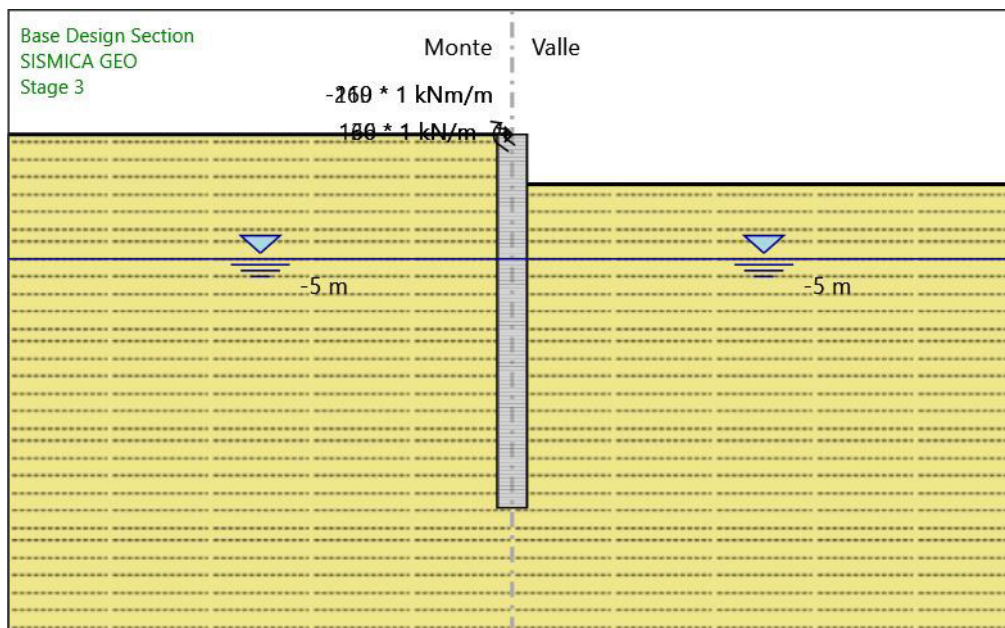 Base Design Section
SISMICA GEO
Stage 3
Monte
Valle
* 1 kNm/m
* 1 kN/m
-5 m
-5 m